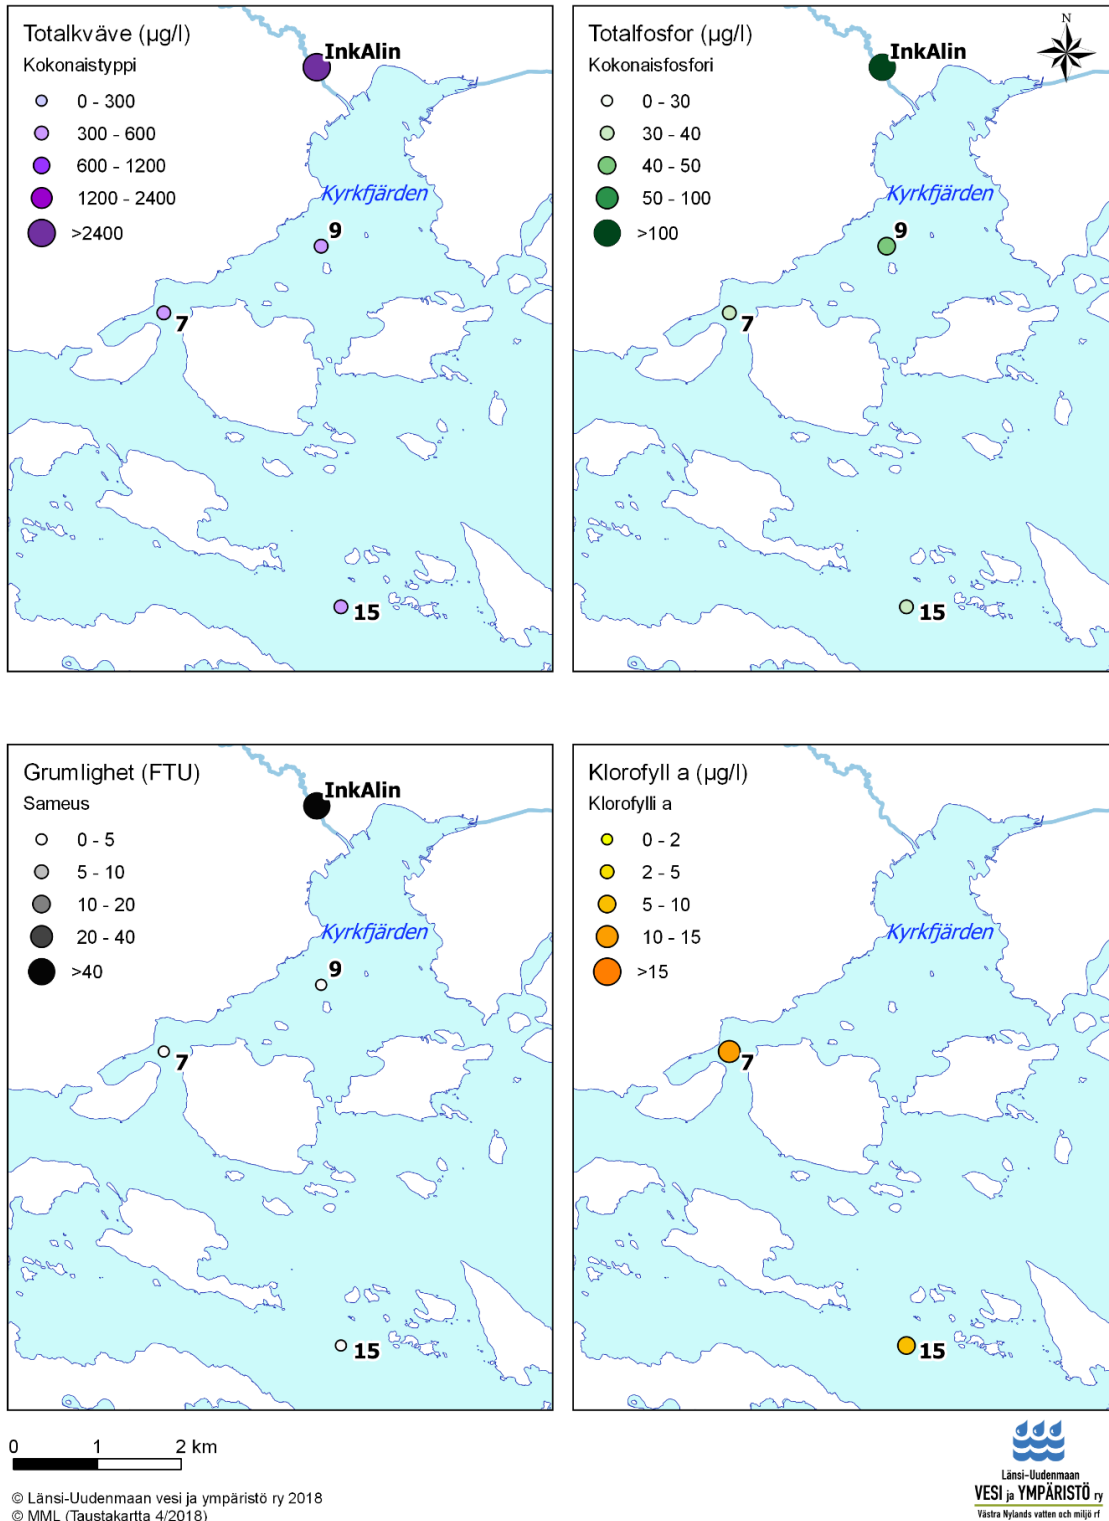 Totalkväve (µg/l)
Kokonaistyppi
0 - 300
300 - 600
600 - 1200
1200 - 2400
>2400
InkAlin
Kyrkfjärden
9
7
15
Totalfosfor (µg/l)
Kokonaisfosfori
0 - 30
30 - 40
40 - 50
50 - 100
>100
InkAlin
N
Kyrkfjärden
9
7
15
Grumlighet (FTU)
Sameus
0 - 5
5 - 10
10 - 20
20 - 40
>40
InkAlin
Kyrkfjärden
9
7
15
Klorofyll a (µg/l)
Klorofylli a
0 - 2
2 - 5
5 - 10
10 - 15
>15
Kyrkfjärden
7
15
0 1 2 km
© Länsi-Uudenmaan vesi ja ympäristö ry 2018
© MML (Taustakartta 4/2018)
Länsi-Uudenmaan
VESI ja YMPÄRISTÖ ry
Västra Nylands vatten och miljö rf